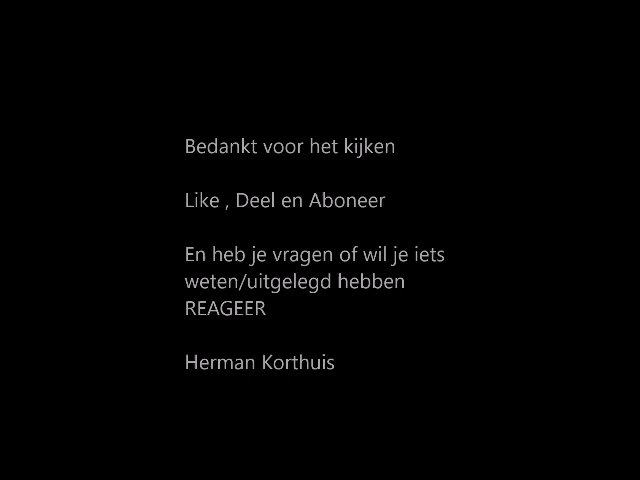 Bedankt voor het kijken
Like , Deel en Aboneer
En heb je vragen of wil je iets
weten/uitgelegd hebben
REAGEER
Herman Korthuis